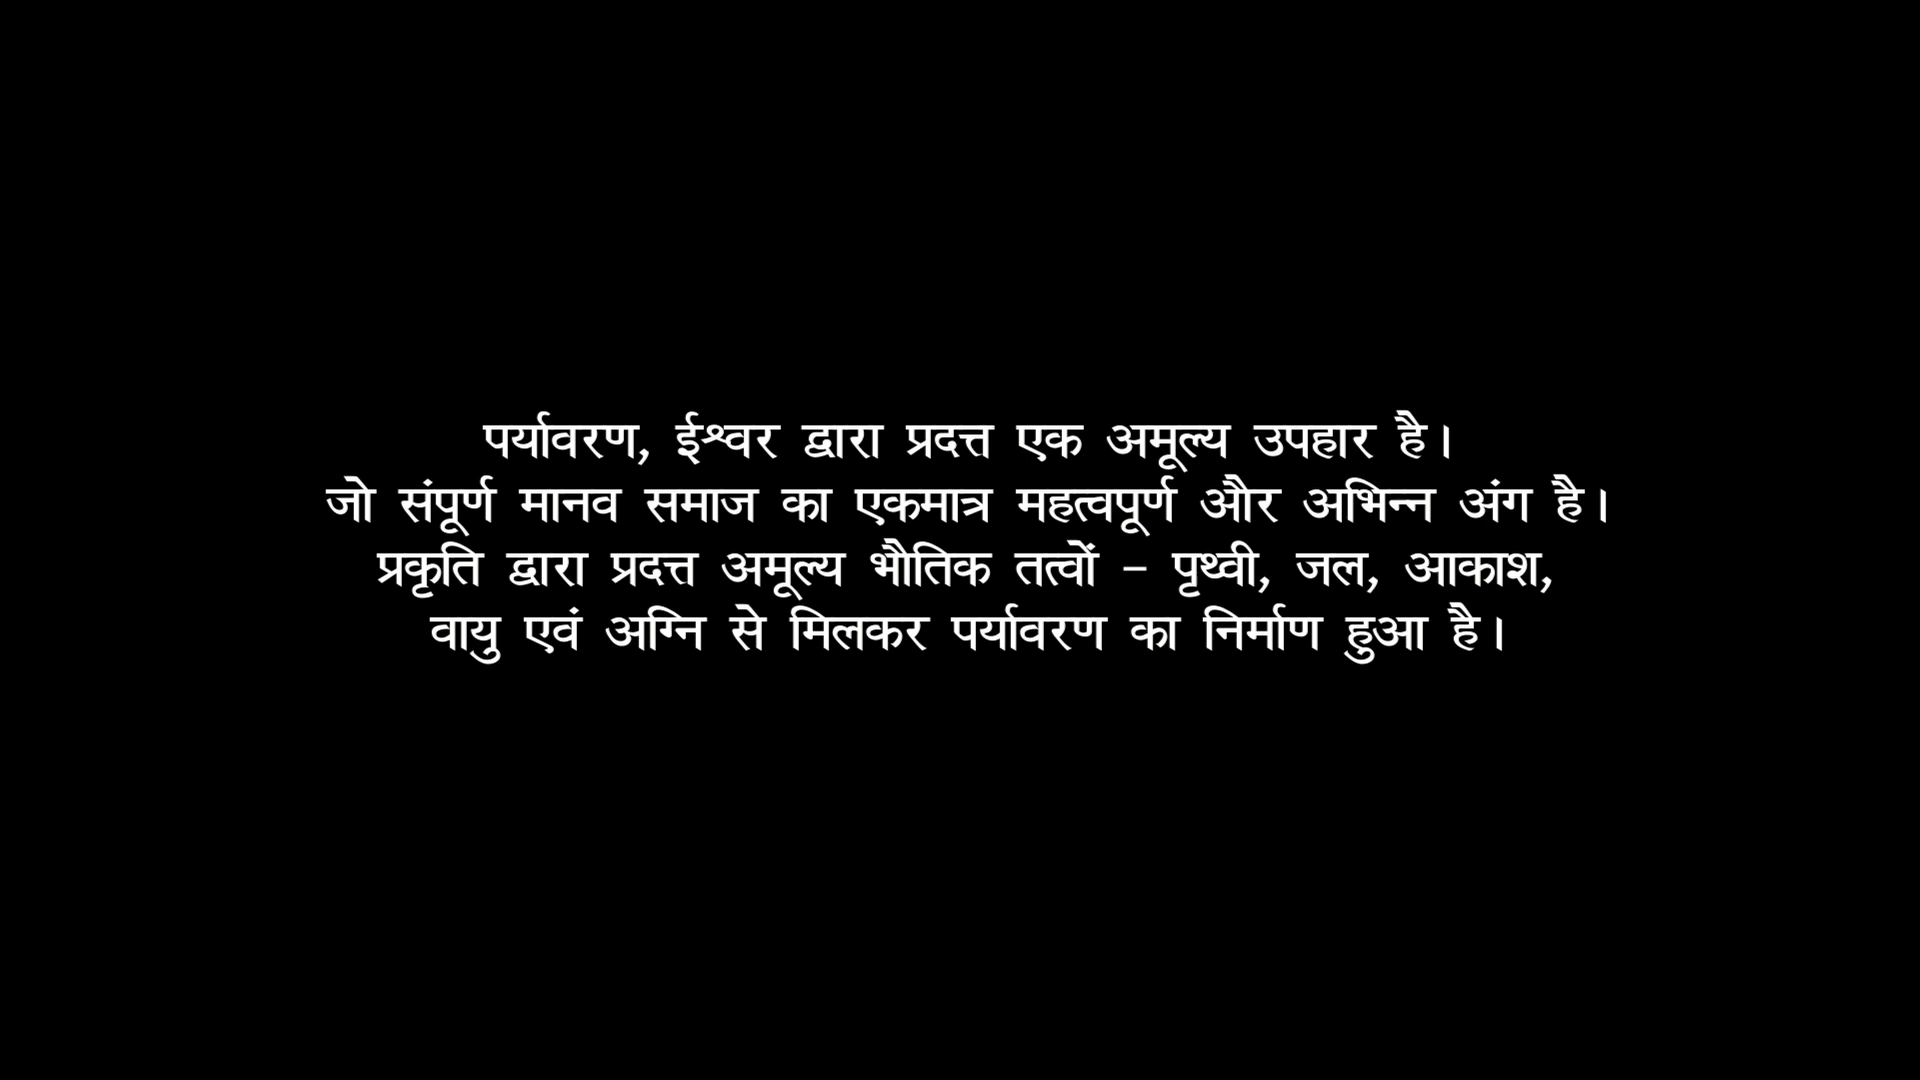 पर्यावरण, ईश्वर द्वारा प्रदत्त एक अमूल्य उपहार है।
जो संपूर्ण मानव समाज का एकमात्र महत्वपूर्ण और अभिन्न अंग है।
प्रकृति द्वारा प्रदत्त अमूल्य भौतिक तत्वों – पृथ्वी, जल, आकाश,
वायु एवं अग्नि से मिलकर पर्यावरण का निर्माण हुआ है।